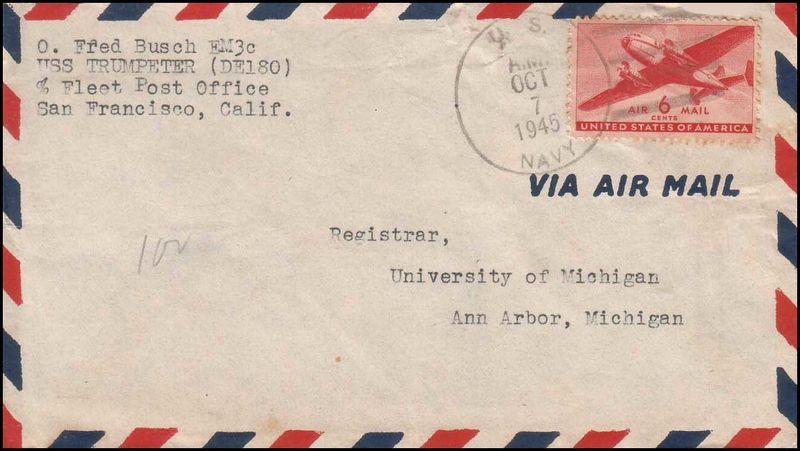 O. Fred Busch EM3c
USS TRUMPETER (DE180)
% Fleet Post Office
San Francisco, Calif.
U. S.
A.M.
OCT
7
1945
NAVY
AIR 6 MAIL
CENTS
UNITED STATES OF AMERICA
VIA AIR MAIL
Registrar,
University of Michigan
Ann Arbor, Michigan